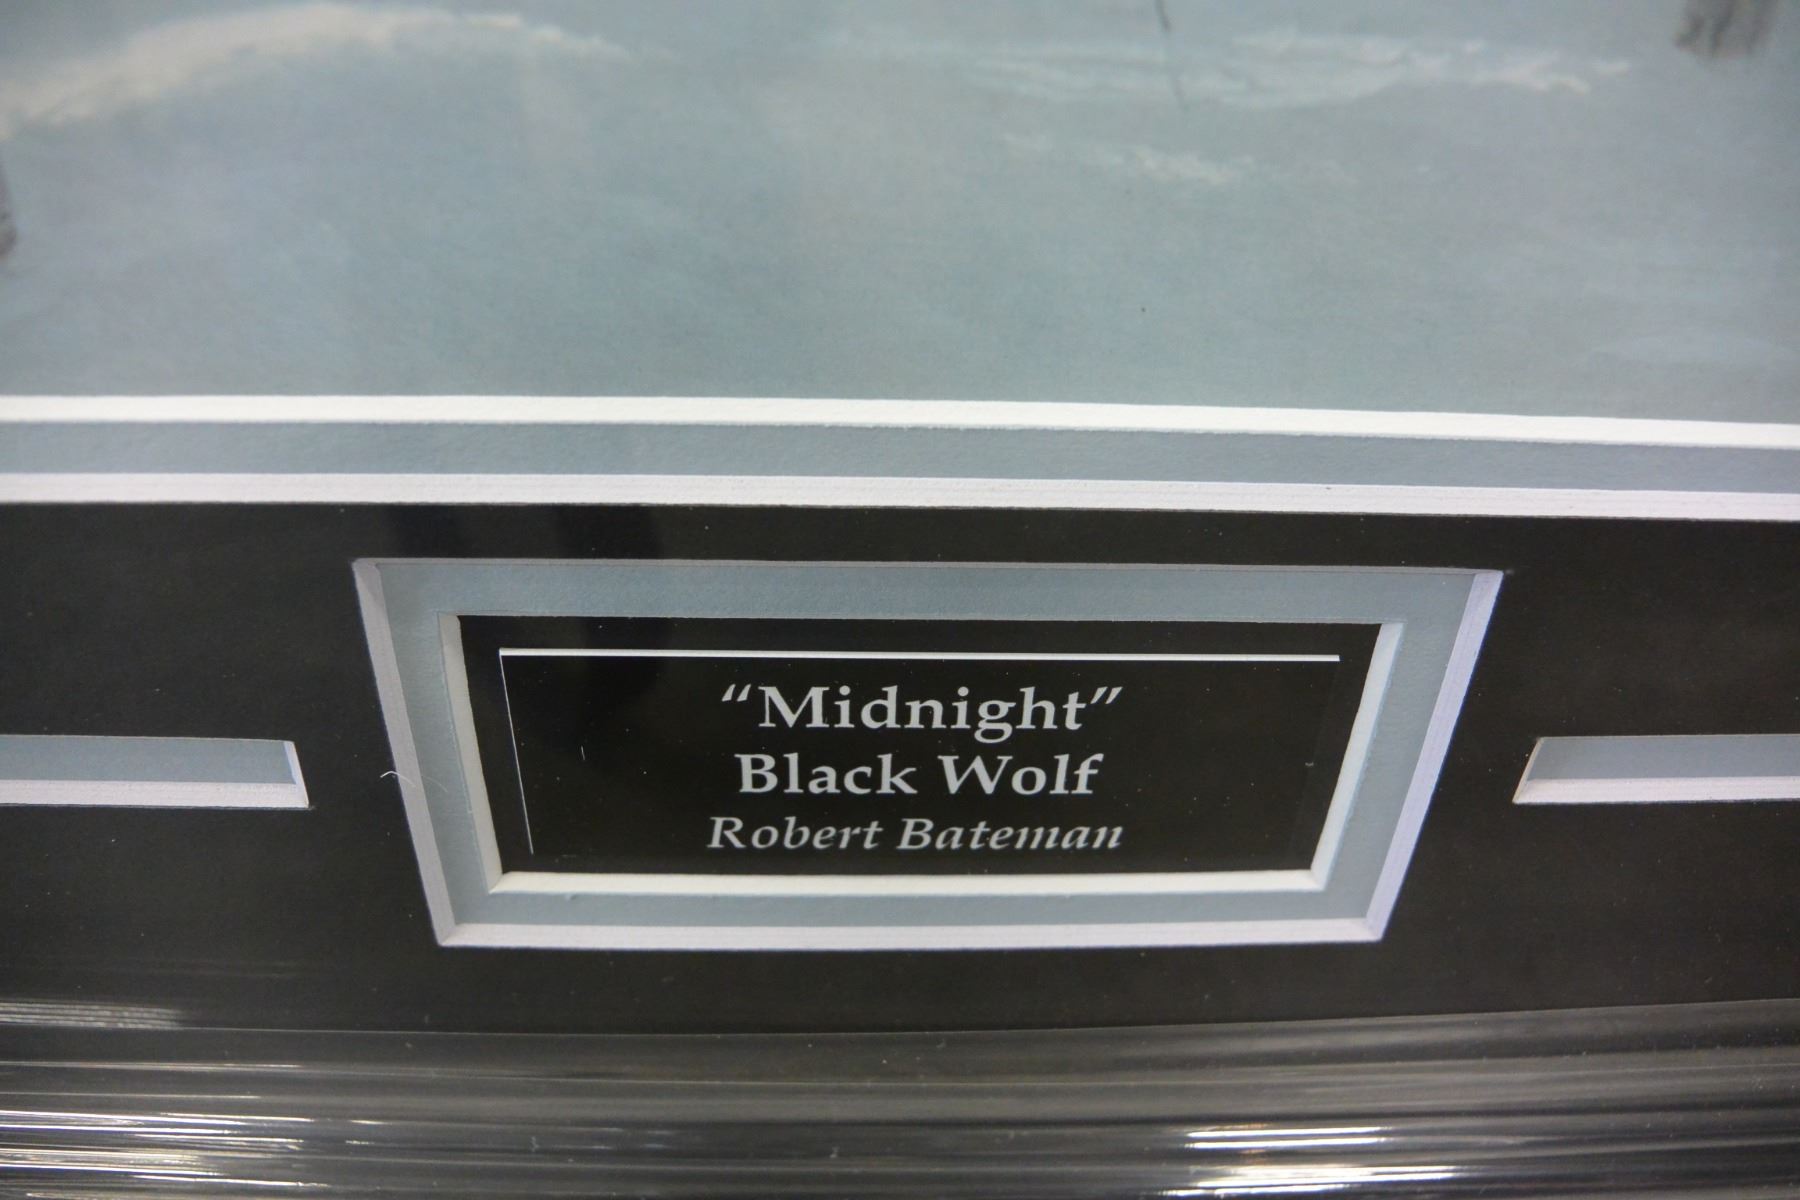 “Midnight”
Black Wolf
Robert Bateman